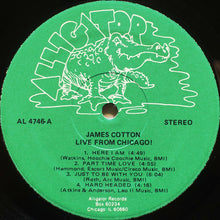 ALLIGATOR
AL 4746-A
STEREO
JAMES COTTON
LIVE FROM CHICAGO!
1. HERE I AM (4:49)
(Watkins, Hoochie Coochie Music, BMI)
2. PART TIME LOVE (4:55)
(Hammond, Escort Music/Cireco Music, BMI)
3. JUST TO BE WITH YOU (6:04)
(Roth, Arc Music, BMI)
4. HARD HEADED (4:16)
(Atkins & Anderson, Leo II Music, BMI)
Alligator Records
Box 60234
Chicago, IL 60660